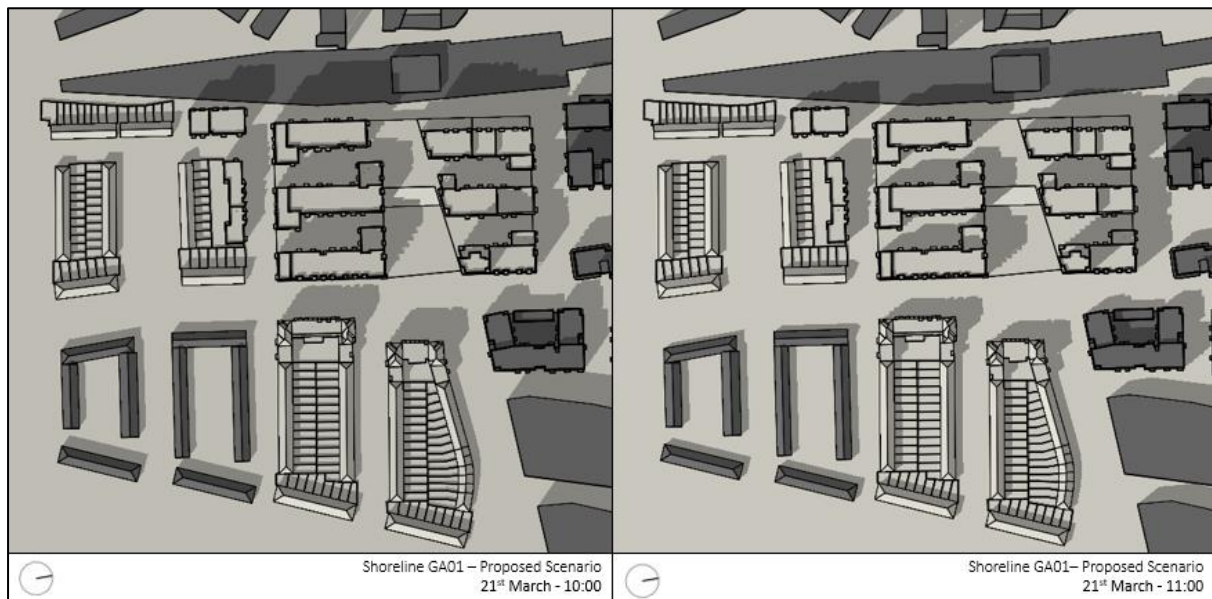 Shoreline GA01 – Proposed Scenario
21st March - 10:00
Shoreline GA01– Proposed Scenario
21st March - 11:00